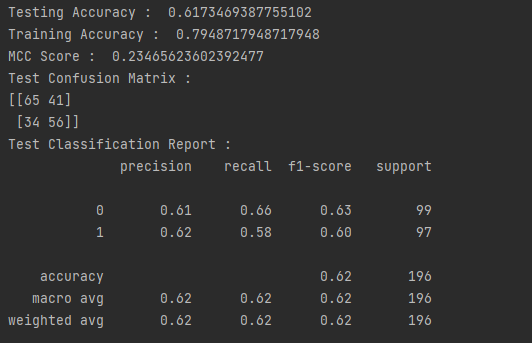 Testing Accuracy :  0.6173469387755102
Training Accuracy :  0.7948717948717948
MCC Score :  0.23465623602392477
Test Confusion Matrix :
[[65 41]
 [34 56]]
Test Classification Report :
              precision    recall  f1-score   support
           0       0.61      0.66      0.63        99
           1       0.62      0.58      0.60        97
    accuracy                           0.62       196
   macro avg       0.62      0.62      0.62       196
weighted avg       0.62      0.62      0.62       196